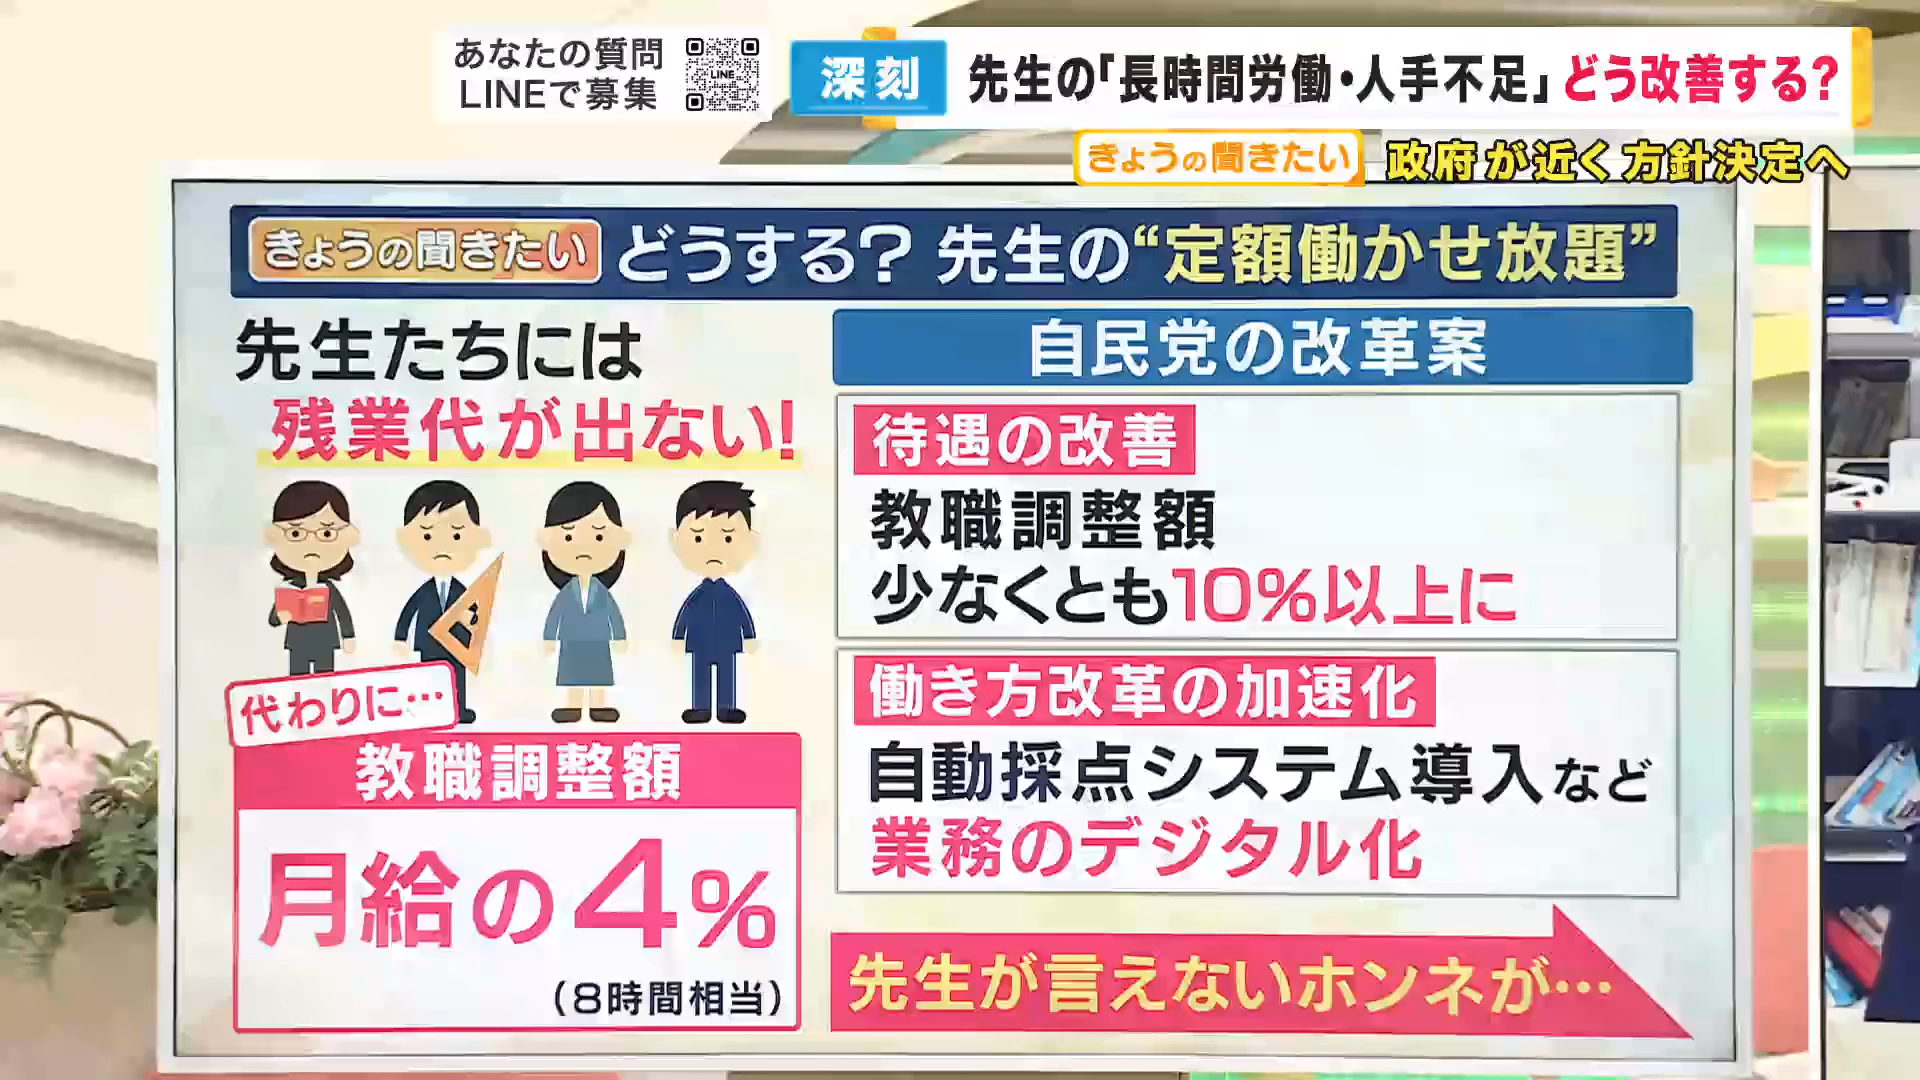 あなたの質問
LINEで募集
LINE
深刻
先生の「長時間労働・人手不足」どう改善する?
きょうの聞きたい 政府が近く方針決定へ
きょうの聞きたい どうする? 先生の“定額働かせ放題”
先生たちには
残業代が出ない!
代わりに…
教職調整額
月給の4%
(8時間相当)
自民党の改革案
待遇の改善
教職調整額
少なくとも10%以上に
働き方改革の加速化
自動採点システム導入など
業務のデジタル化
先生が言えないホンネが…